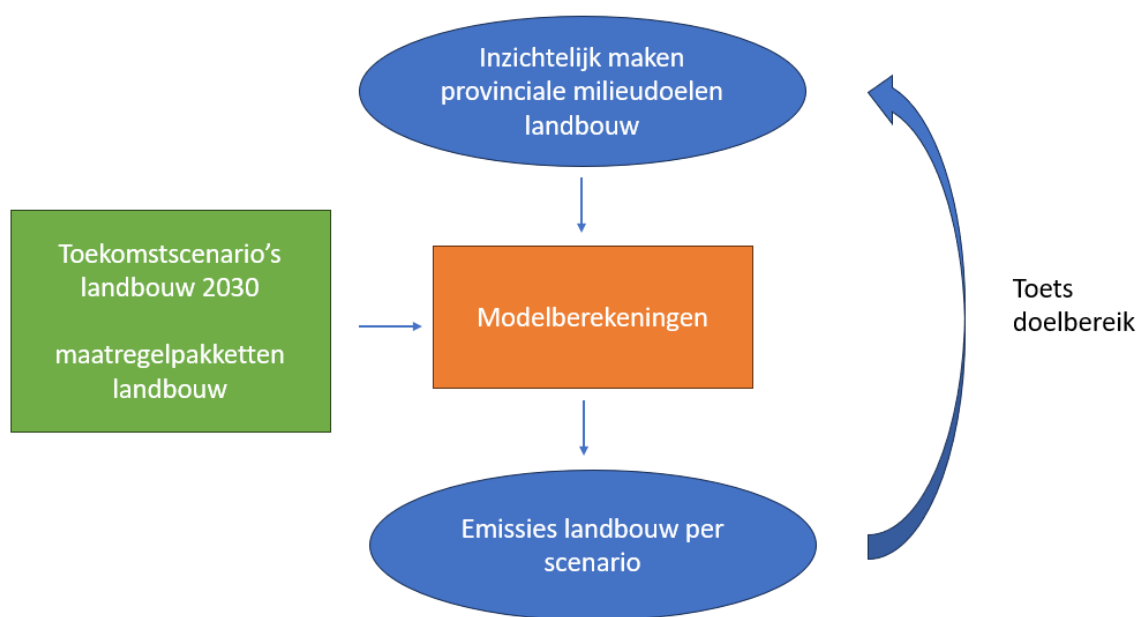 Inzichtelijk maken
provinciale milieudoelen
landbouw
Toekomstscenario's
landbouw 2030
maatregelpakketten
landbouw
Modelberekeningen
Toets
doelbereik
Emissies landbouw per
scenario